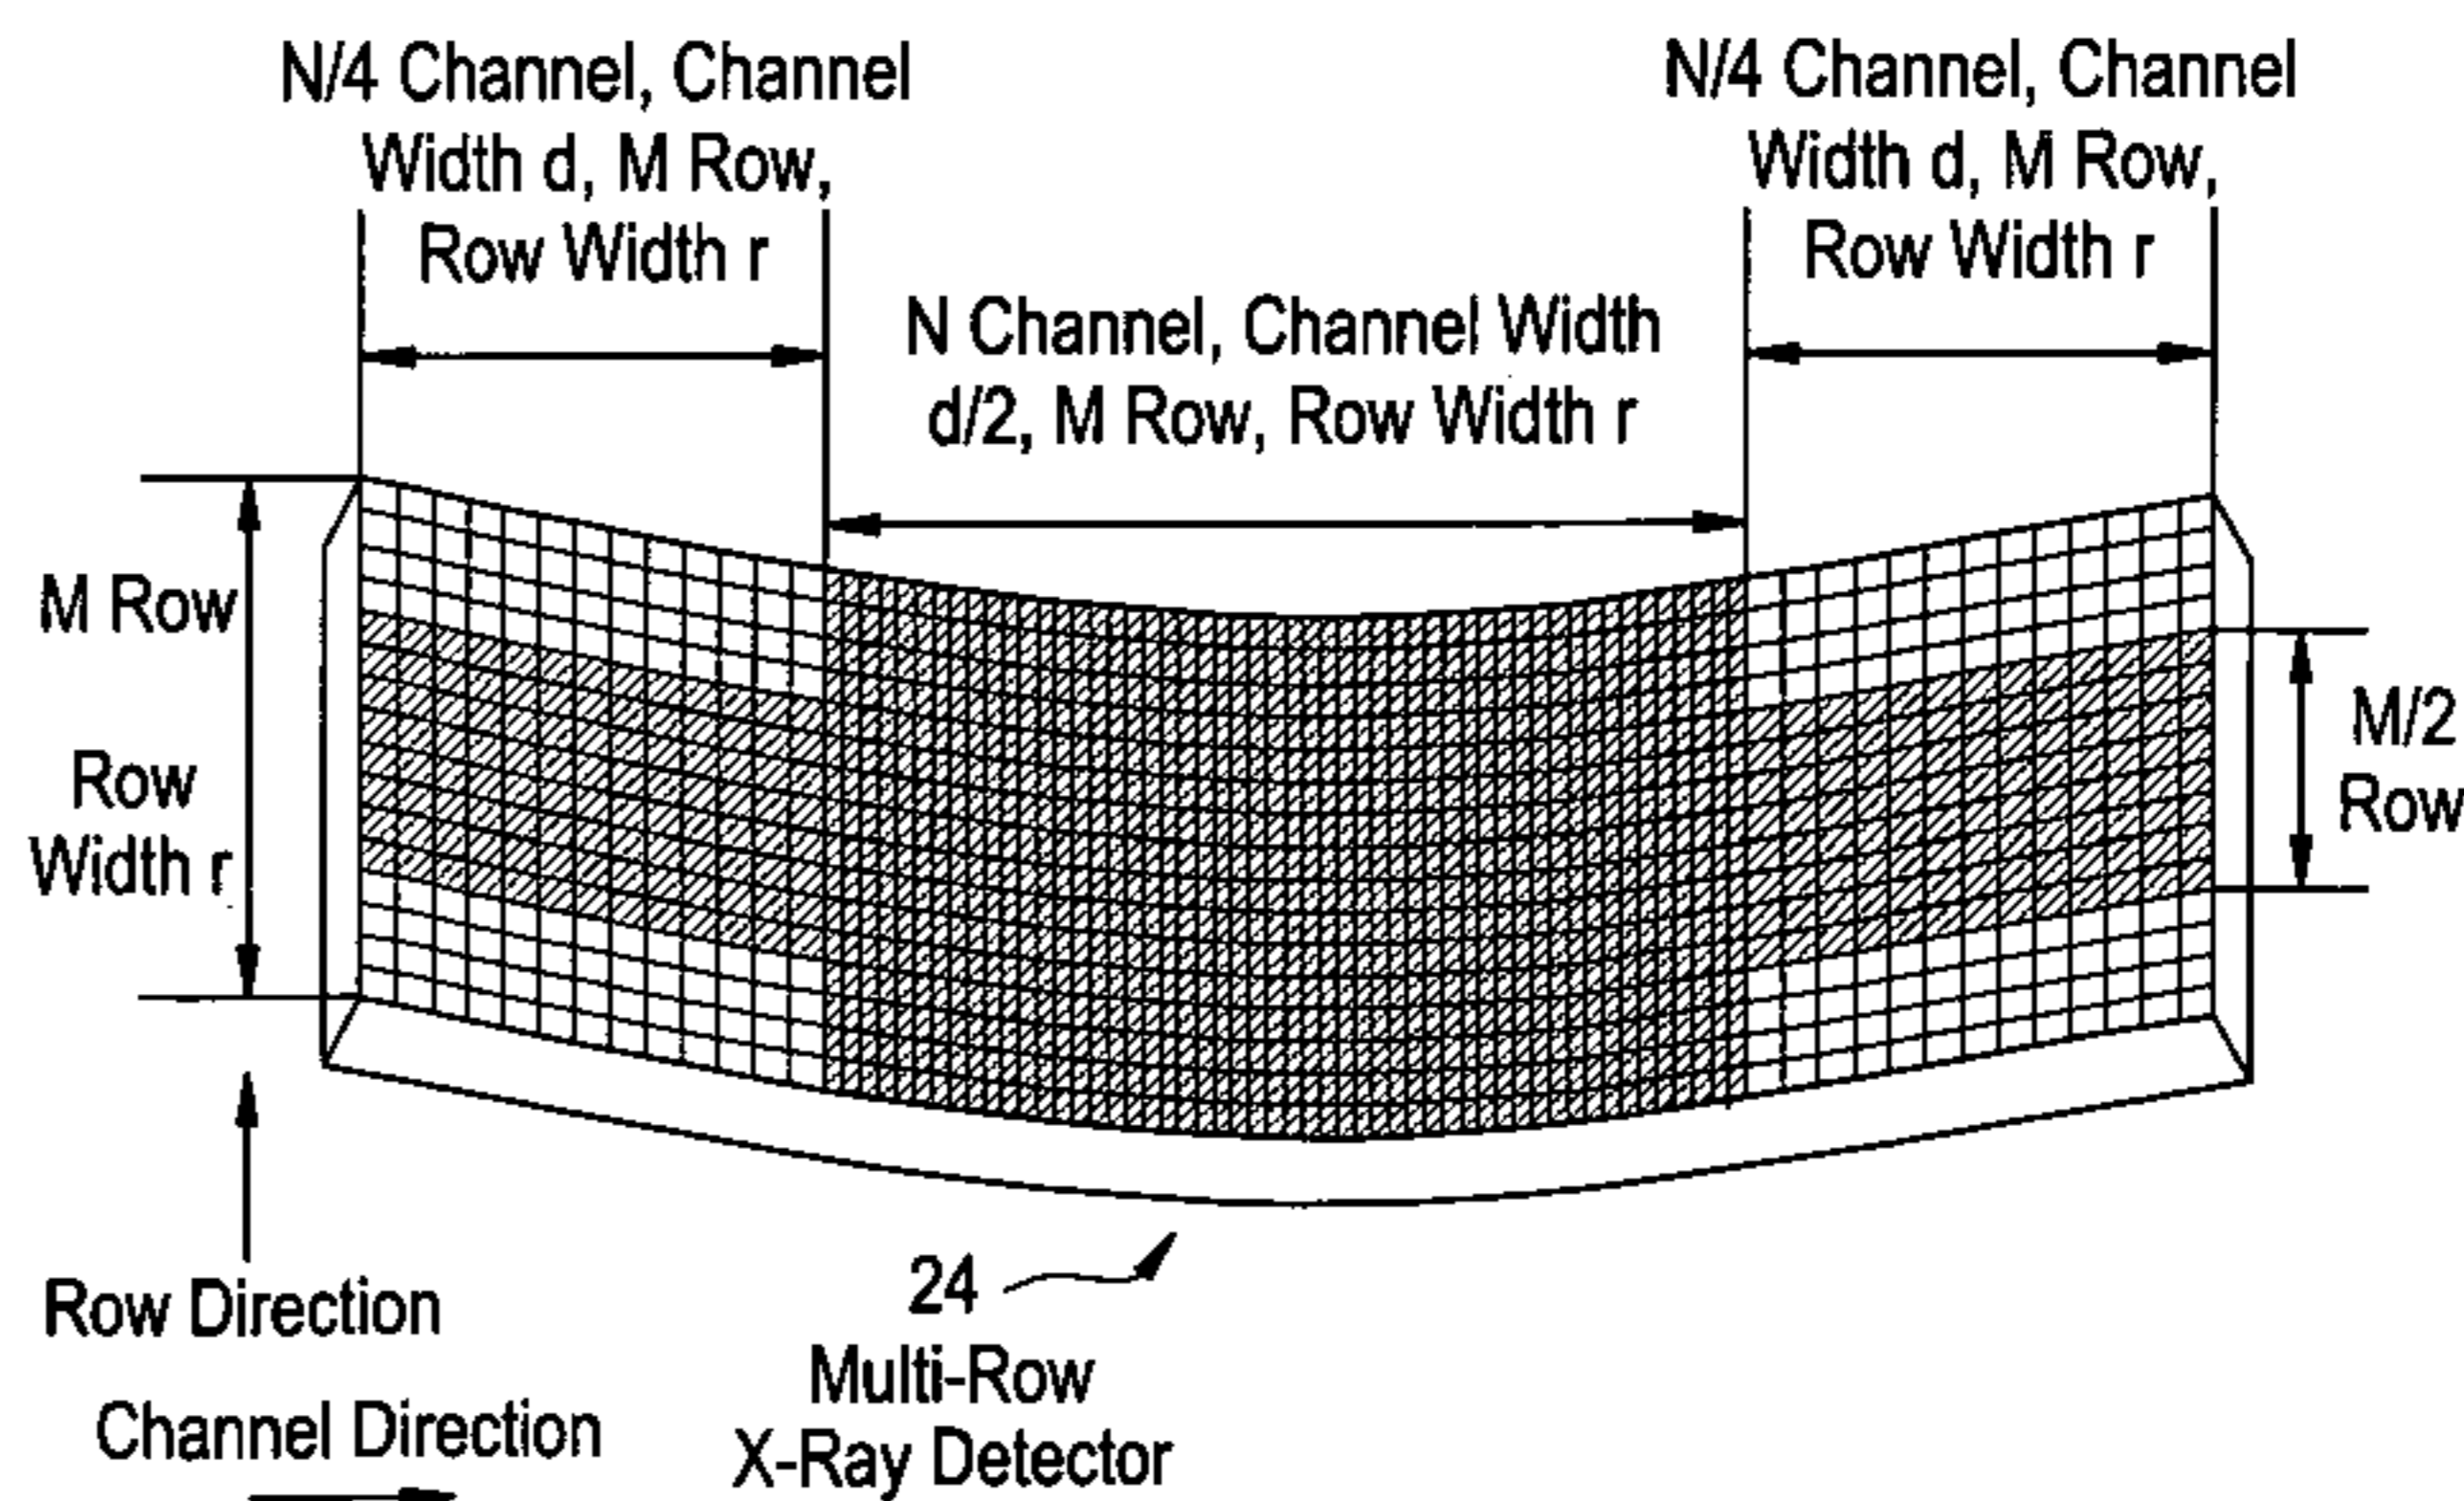 N/4 Channel, Channel
Width d, M Row,
Row Width r
N/4 Channel, Channel
Width d, M Row,
Row Width r
N Channel, Channel Width
d/2, M Row, Row Width r
M Row
Row
Width r
M/2
Row
Row Direction
Channel Direction
24
Multi-Row
X-Ray Detector